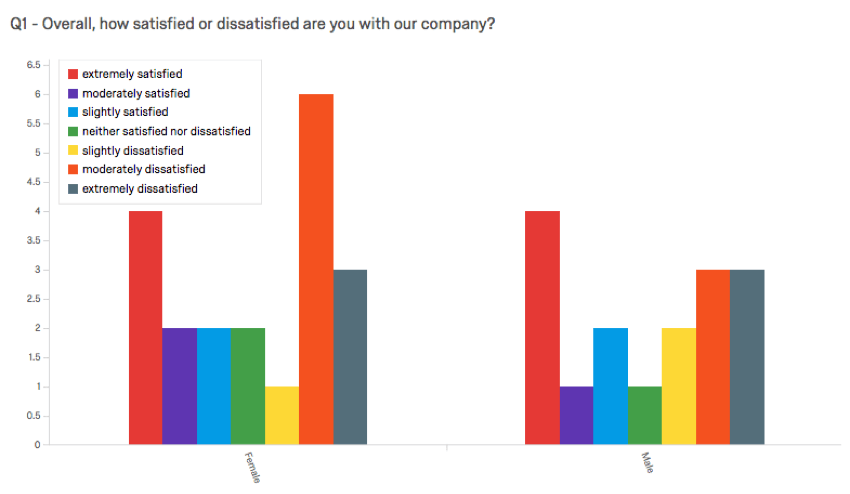 Q1 - Overall, how satisfied or dissatisfied are you with our company?
6.5
6
5.5
5
4.5
4
3.5
3
2.5
2
1.5
1
0.5
0
extremely satisfied
moderately satisfied
slightly satisfied
neither satisfied nor dissatisfied
slightly dissatisfied
moderately dissatisfied
extremely dissatisfied
Female
Male